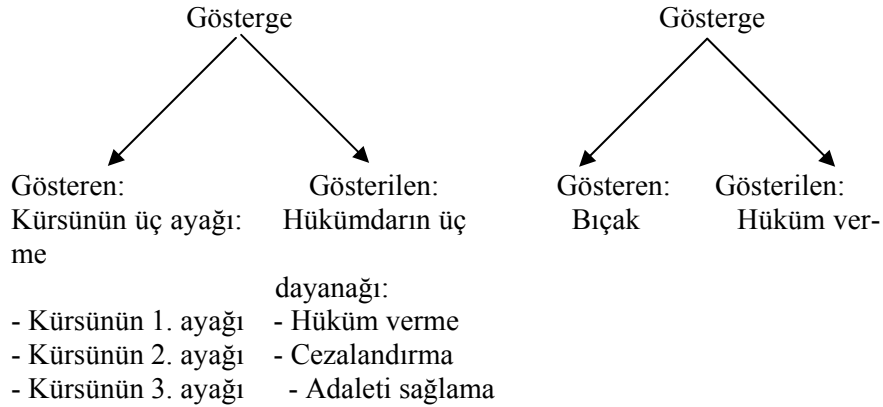 Gösterge Gösterge
Gösteren: Gösterilen: Gösteren: Gösterilen:
Kürsünün üç ayağı: Hükümdarın üç Bıçak Hüküm ver-
me
dayanağı:
- Kürsünün 1. ayağı - Hüküm verme
- Kürsünün 2. ayağı - Cezalandırma
- Kürsünün 3. ayağı - Adaleti sağlama